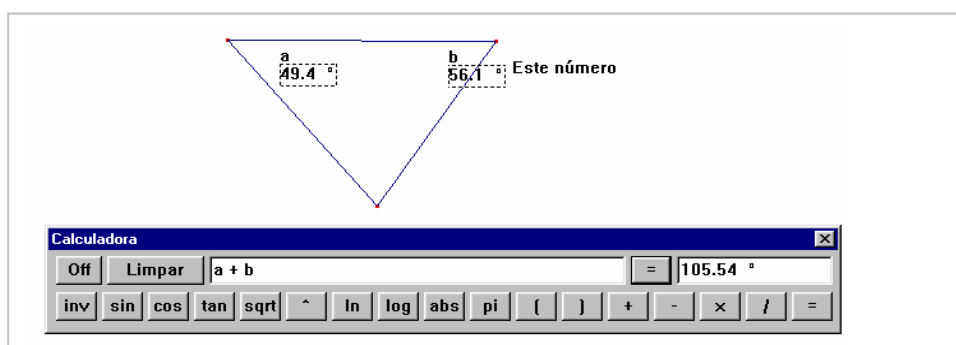 a
49.4 °
b
56.1 °
Este número
Calculadora
Off Limpar a + b = 105.54 °
inv sin cos tan sqrt ^ ln log abs pi ( ) + - × / =